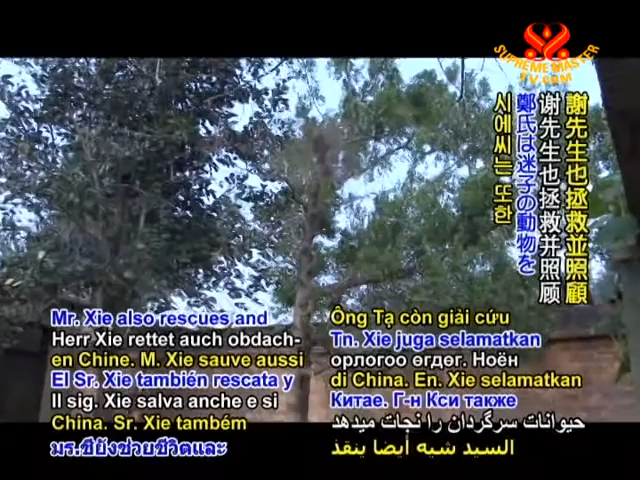 SUPREME MASTER
TV.com
謝先生也拯救並照顧
谢先生也拯救并照顾
鄭氏は迷子の動物を
시에씨는 또한
Mr. Xie also rescues and
Herr Xie rettet auch obdach-
en Chine. M. Xie sauve aussi
El Sr. Xie también rescata y
Il sig. Xie salva anche e si
China. Sr. Xie também
มร.ซียังช่วยชีวิตและ
Ông Tạ còn giải cứu
Tn. Xie juga selamatkan
орлогоо өгдөг. Ноён
di China. En. Xie selamatkan
Китае. Г-н Кси также
حیوانات سرگردان را نجات میدهد
السيد شيه أيضا ينقذ